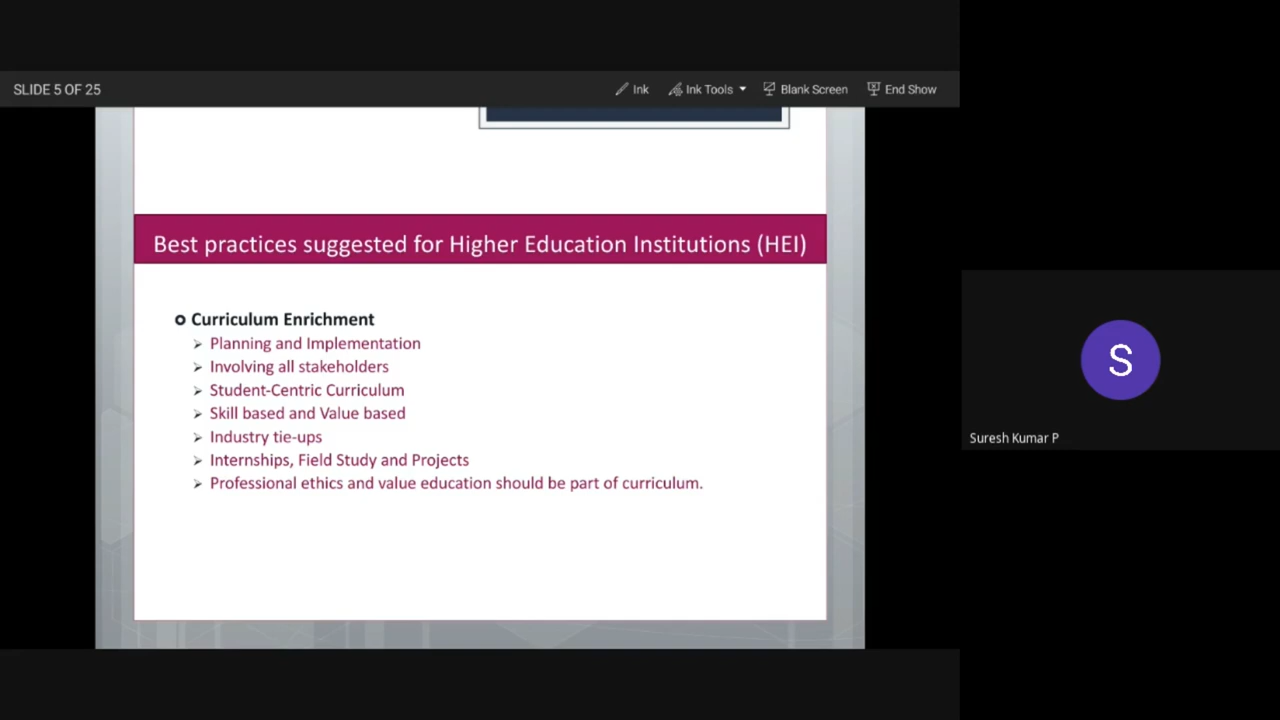 SLIDE 5 OF 25
Ink
Ink Tools
Blank Screen
End Show
Best practices suggested for Higher Education Institutions (HEI)
Curriculum Enrichment
Planning and Implementation
Involving all stakeholders
Student-Centric Curriculum
Skill based and Value based
Industry tie-ups
Internships, Field Study and Projects
Professional ethics and value education should be part of curriculum.
S
Suresh Kumar P